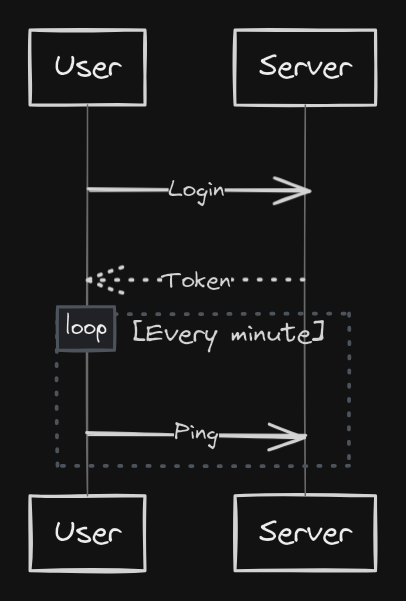 User
Server
Login
Token
loop
[Every minute]
Ping
User
Server